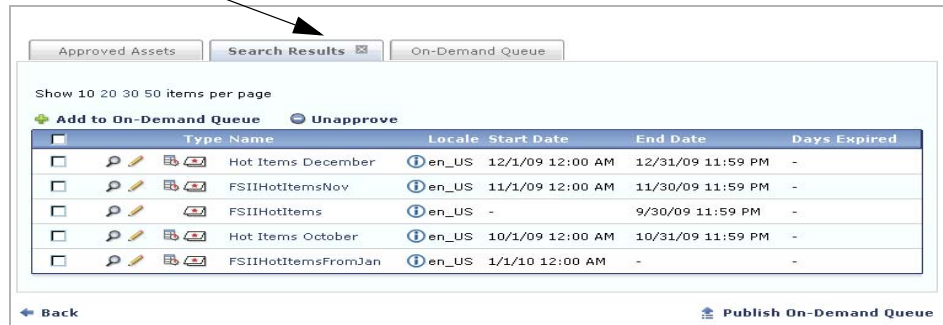 Approved Assets Search Results On-Demand Queue
Show 10 20 30 50 items per page
Add to On-Demand Queue Unapprove
Type Name Locale Start Date End Date Days Expired
Hot Items December en_US 12/1/09 12:00 AM 12/31/09 11:59 PM -
FSIIHotItemsNov en_US 11/1/09 12:00 AM 11/30/09 11:59 PM -
FSIIHotItems en_US - 9/30/09 11:59 PM -
Hot Items October en_US 10/1/09 12:00 AM 10/31/09 11:59 PM -
FSIIHotItemsFromJan en_US 1/1/10 12:00 AM - -
Back Publish On-Demand Queue